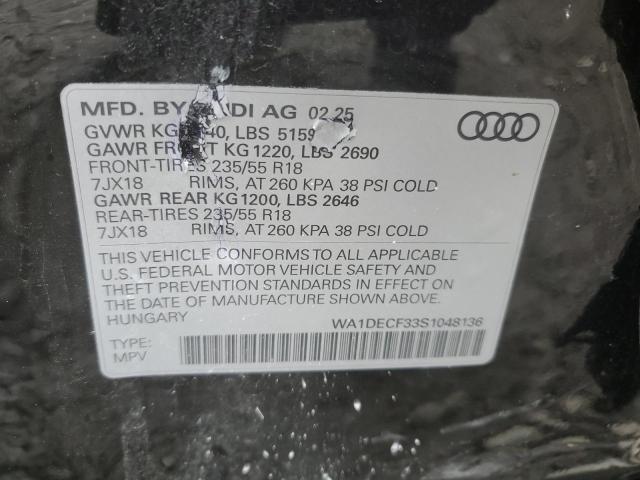 MFD. BY AUDI AG 02.25
GVWR KG 40, LBS 5159
GAWR FRONT KG 1220, LBS 2690
FRONT-TIRES 235/55 R18
7JX18 RIMS, AT 260 KPA 38 PSI COLD
GAWR REAR KG1200, LBS 2646
REAR-TIRES 235/55 R18
7JX18 RIMS, AT 260 KPA 38 PSI COLD
THIS VEHICLE CONFORMS TO ALL APPLICABLE
U.S. FEDERAL MOTOR VEHICLE SAFETY AND
THEFT PREVENTION STANDARDS IN EFFECT ON
THE DATE OF MANUFACTURE SHOWN ABOVE.
HUNGARY WA1DECF33S1048136
TYPE:
MPV